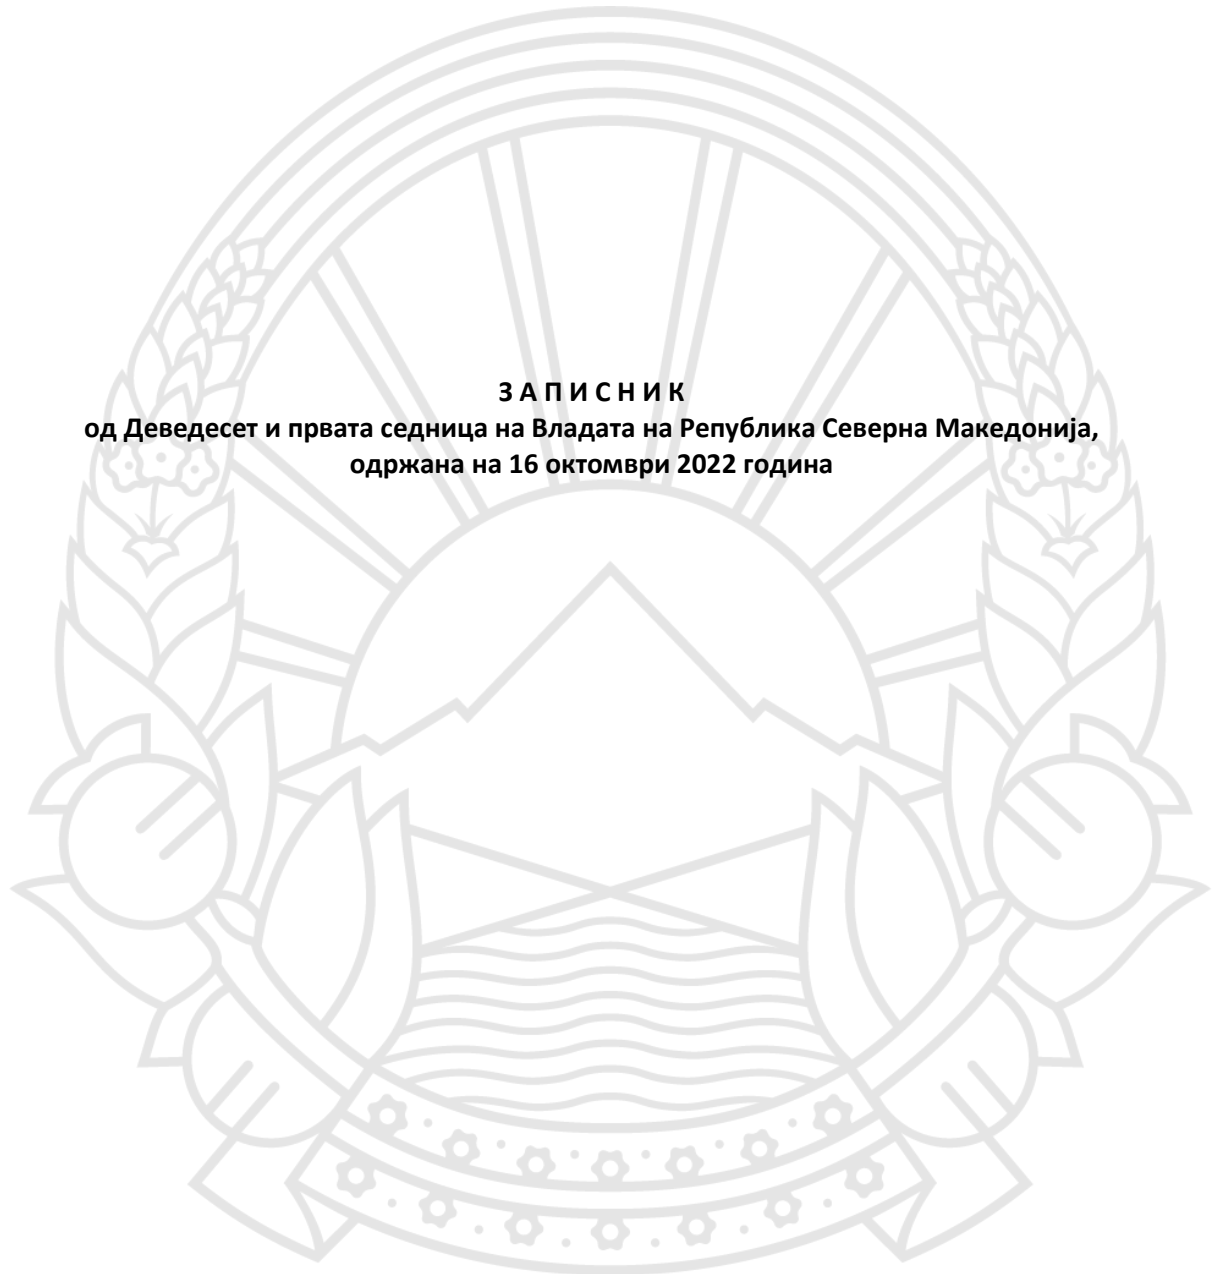 З А П И С Н И К
од Деведесет и првата седница на Владата на Република Северна Македонија,
одржана на 16 октомври 2022 година